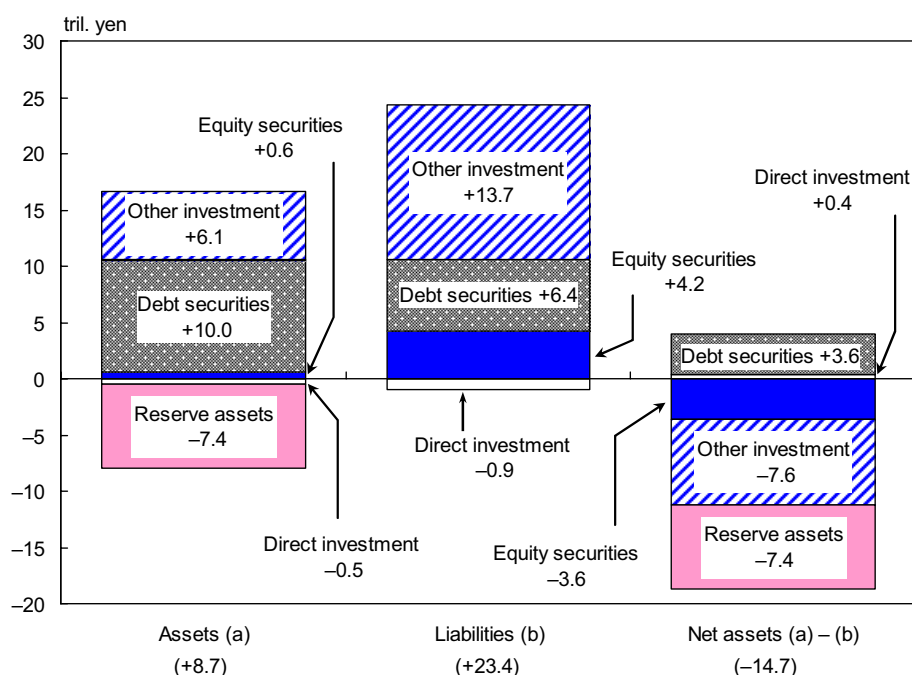 tril. yen
30
25
20
15
10
5
0
–5
–10
–15
–20
Equity securities
+0.6
Other investment
+6.1
Debt securities
+10.0
Reserve assets
–7.4
Direct investment
–0.5
Other investment
+13.7
Debt securities +6.4
Equity securities
+4.2
Direct investment
–0.9
Direct investment
+0.4
Debt securities +3.6
Other investment
–7.6
Reserve assets
–7.4
Equity securities
–3.6
Assets (a)
(+8.7)
Liabilities (b)
(+23.4)
Net assets (a) – (b)
(–14.7)